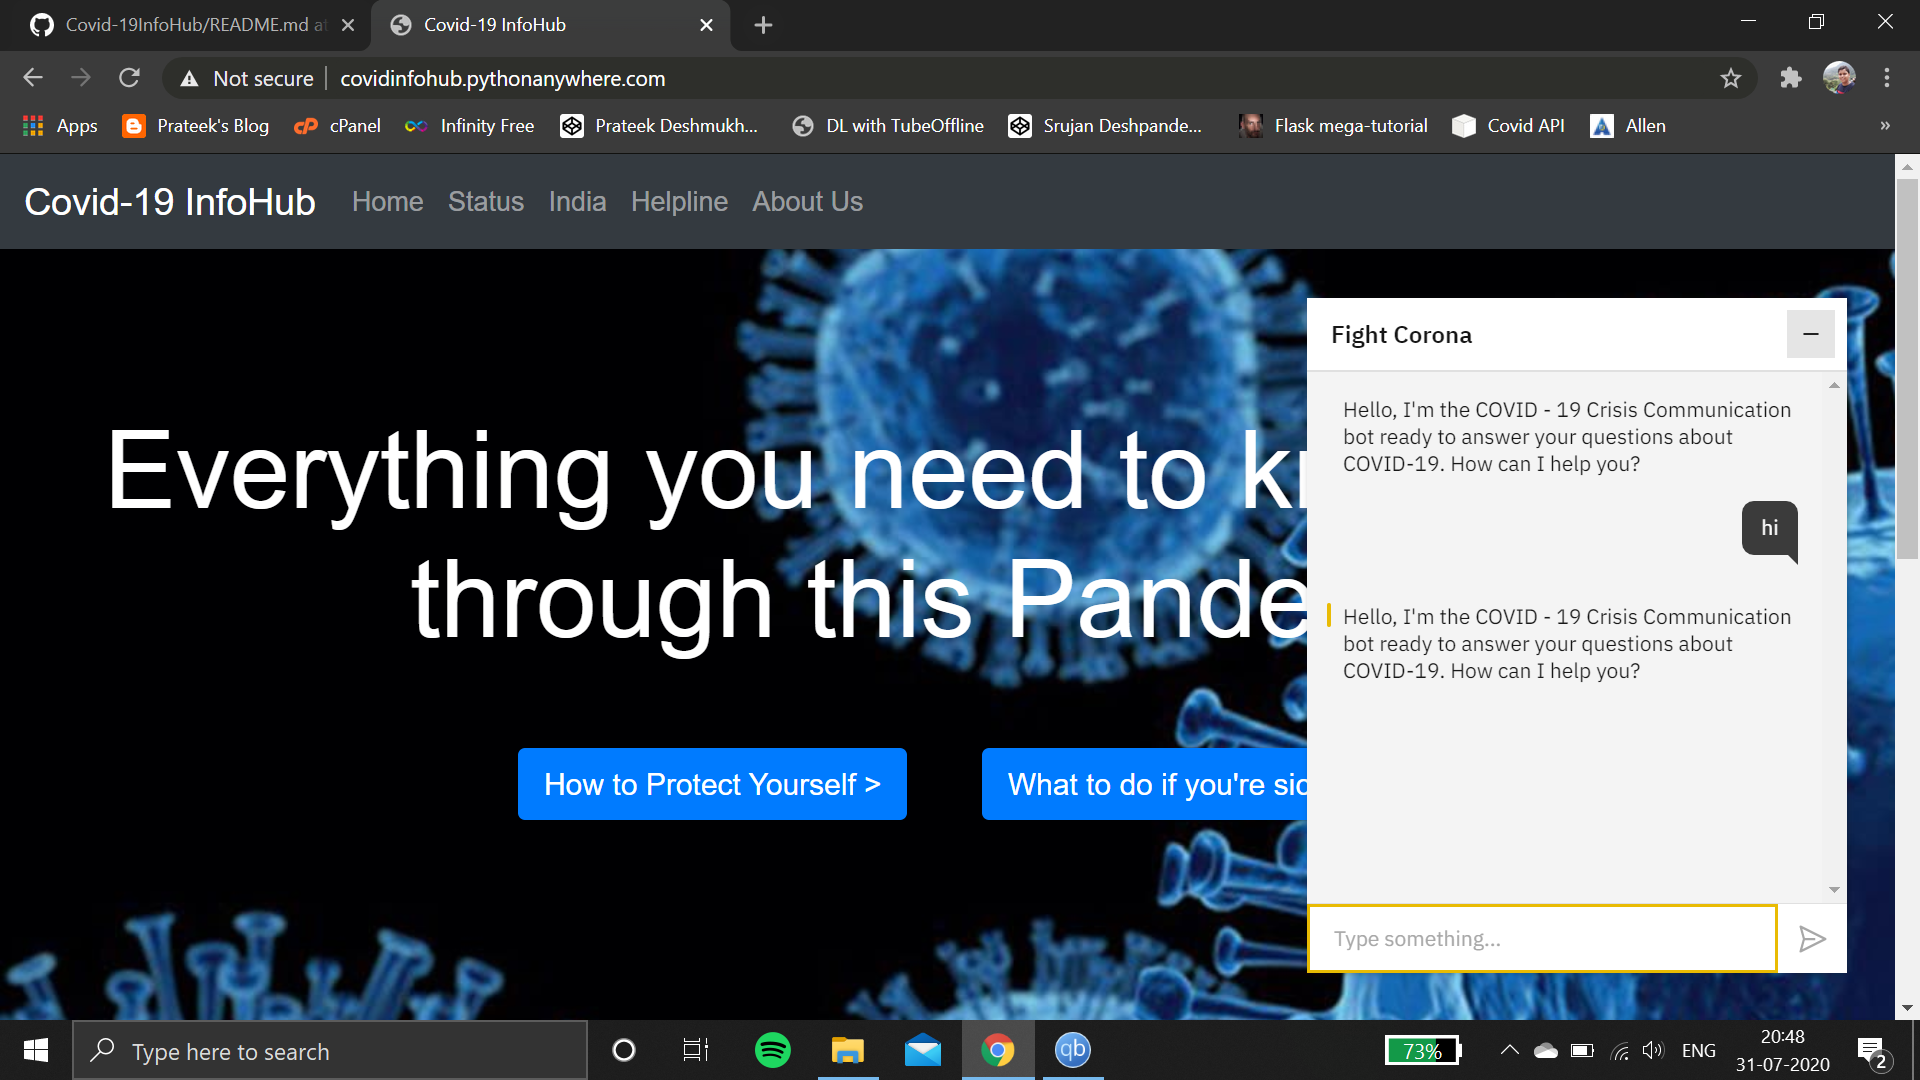 Covid-19InfoHub/README.md at
Covid-19 InfoHub
Not secure
covidinfohub.pythonanywhere.com
Apps
Prateek's Blog
cPanel
Infinity Free
Prateek Deshmukh...
DL with TubeOffline
Srujan Deshpande...
Flask mega-tutorial
Covid API
Allen
»
Covid-19 InfoHub
Home
Status
India
Helpline
About Us
Everything you need to kn
through this Pande
How to Protect Yourself >
What to do if you're sic
Fight Corona
Hello, I'm the COVID - 19 Crisis Communication
bot ready to answer your questions about
COVID-19. How can I help you?
hi
Hello, I'm the COVID - 19 Crisis Communication
bot ready to answer your questions about
COVID-19. How can I help you?
Type something...
Type here to search
qb
73%
ENG
20:48
31-07-2020
2